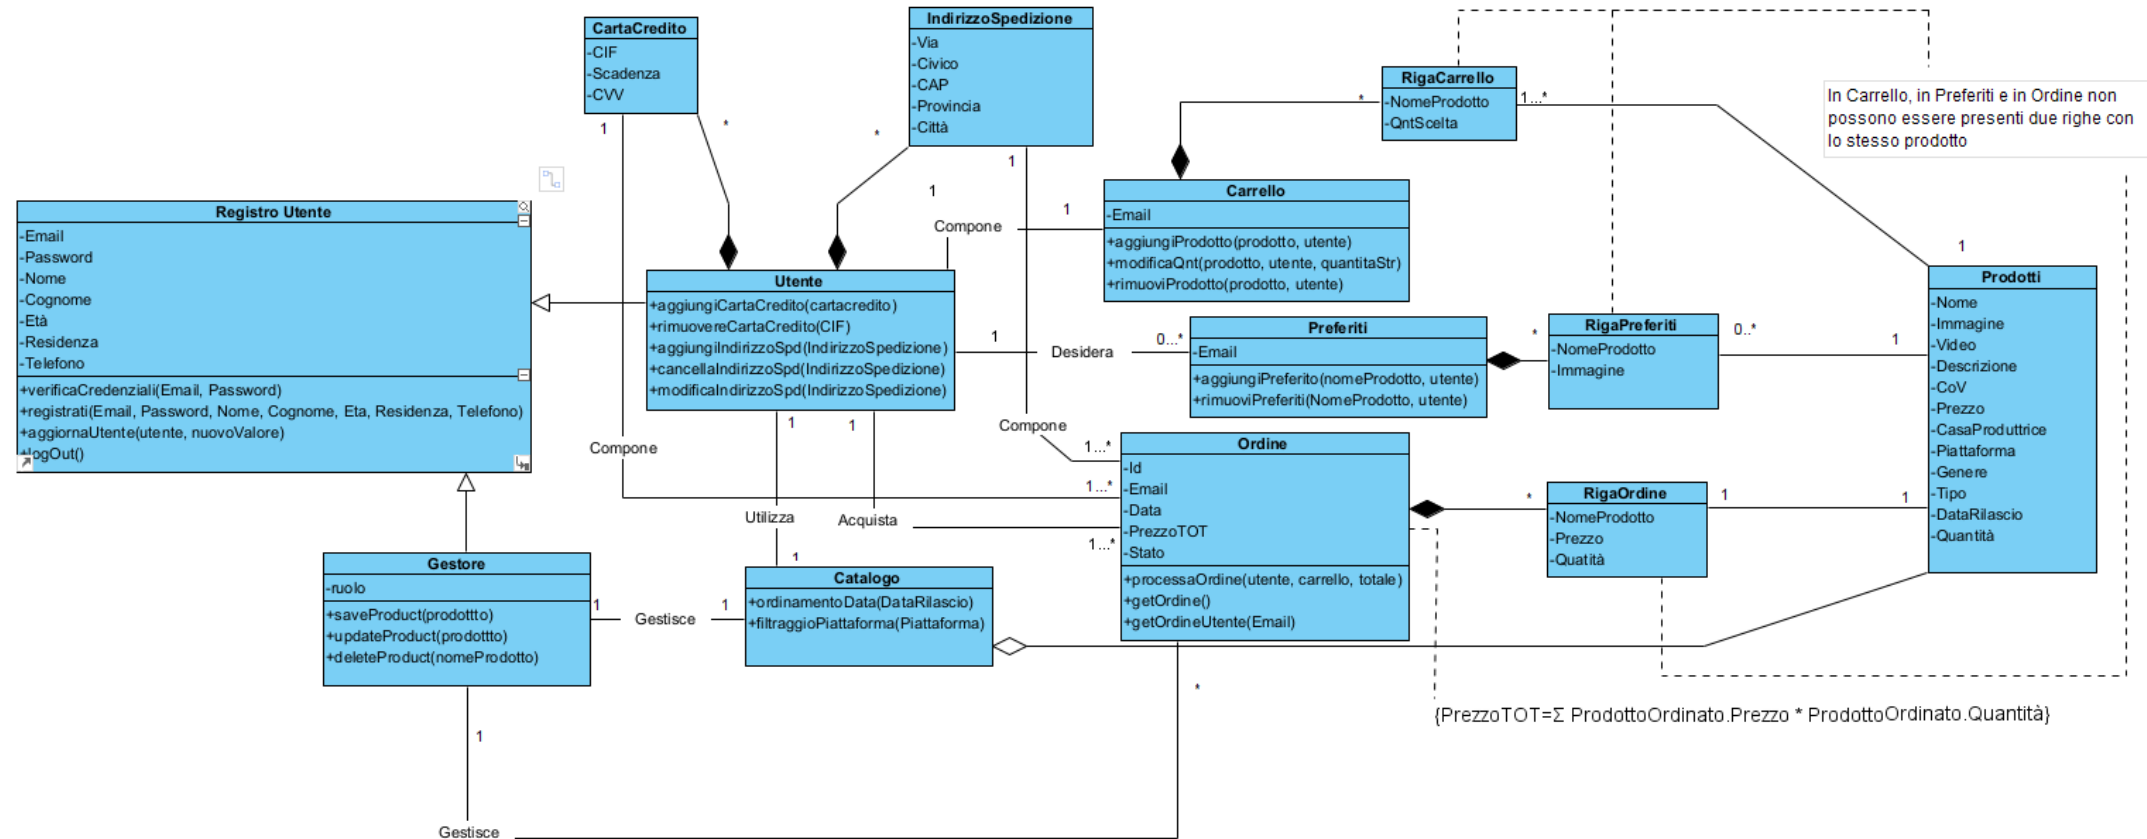 CartaCredito
-CIF
-Scadenza
-CVV
1
*
IndirizzoSpedizione
-Via
-Civico
-CAP
-Provincia
-Città
*
1
RigaCarrello
-NomeProdotto
-QntScelta
*
1...*
In Carrello, in Preferiti e in Ordine non
possono essere presenti due righe con
lo stesso prodotto
Registro Utente
-Email
-Password
-Nome
-Cognome
-Età
-Residenza
-Telefono
+verificaCredenziali(Email, Password)
+registrati(Email, Password, Nome, Cognome, Eta, Residenza, Telefono)
+aggiornaUtente(utente, nuovoValore)
+logOut()
Utente
+aggiungiCartaCredito(cartacredito)
+rimuovereCartaCredito(CIF)
+aggiungiIndirizzoSpd(IndirizzoSpedizione)
+cancellaIndirizzoSpd(IndirizzoSpedizione)
+modificaIndirizzoSpd(IndirizzoSpedizione)
1
Compone
1
Carrello
-Email
+aggiungiProdotto(prodotto, utente)
+modificaQnt(prodotto, utente, quantitaStr)
+rimuoviProdotto(prodotto, utente)
1
Desidera
0...*
Preferiti
-Email
+aggiungiPreferito(nomeProdotto, utente)
+rimuoviPreferiti(NomeProdotto, utente)
*
RigaPreferiti
-NomeProdotto
-Immagine
0..*
1
1
Prodotti
-Nome
-Immagine
-Video
-Descrizione
-CoV
-Prezzo
-CasaProduttrice
-Piattaforma
-Genere
-Tipo
-DataRilascio
-Quantità
Compone
1...*
Compone
1...*
1
1
Utilizza
Acquista
1...*
1
Ordine
-Id
-Email
-Data
-PrezzoTOT
-Stato
+processaOrdine(utente, carrello, totale)
+getOrdine()
+getOrdineUtente(Email)
*
RigaOrdine
-NomeProdotto
-Prezzo
-Quatità
1
1
Gestore
-ruolo
+saveProduct(prodottto)
+updateProduct(prodottto)
+deleteProduct(nomeProdotto)
1
Gestisce
1
Catalogo
+ordinamentoData(DataRilascio)
+filtraggioPiattaforma(Piattaforma)
*
{PrezzoTOT=Σ ProdottoOrdinato.Prezzo * ProdottoOrdinato.Quantità}
1
Gestisce